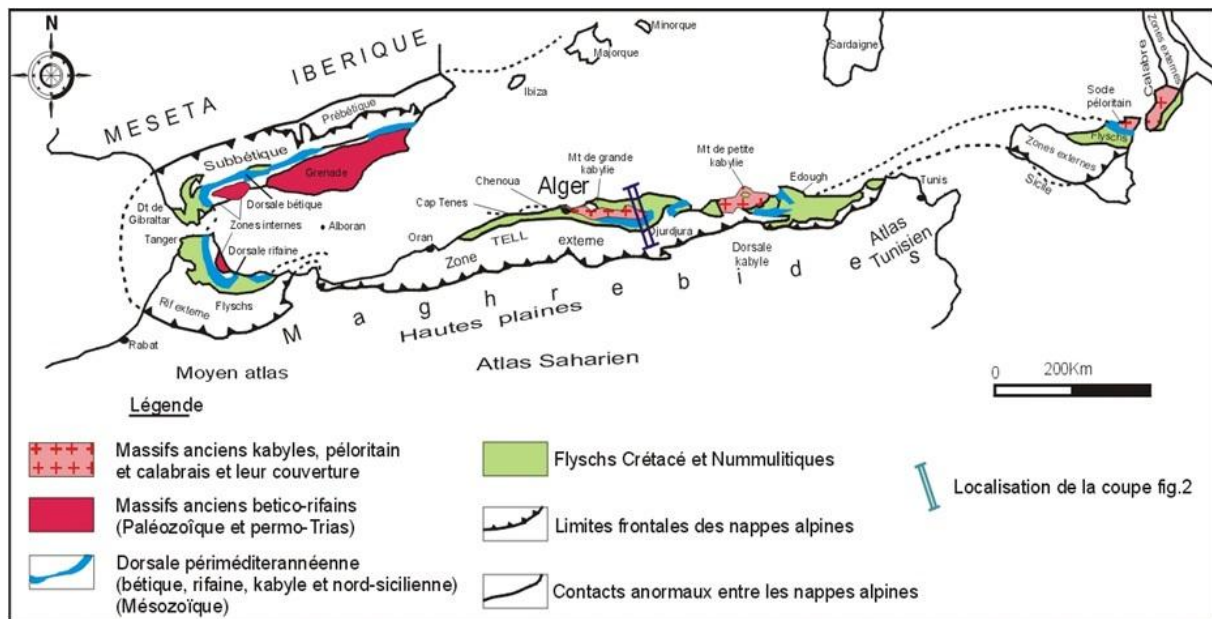 N
MESETA IBERIQUE
Minorque
Majorque
Ibiza
Sardaigne
Calabre
Zones externes
Sode péloritain
Flyschs
Zones externes
Sicile
Prébétique
Subbétique
Grenade
Dorsale bétique
Dt de Gibraltar
Zones internes
Alboran
Tanger
Dorsale rifaine
Flyschs
Rif externe
Rabat
Mt de grande kabylie
Chenoua
Alger
Cap Tenes
Oran
TELL
Zone externe
Djurdjura
Mt de petite kabylie
Edough
Dorsale kabyle
Tunis
Atlas Tunisien
Maghrebides
Hautes plaines
Atlas Saharien
Moyen atlas
0 200Km
Légende
Massifs anciens kabyles, péloritain
et calabrais et leur couverture
Massifs anciens betico-rifains
(Paléozoîque et permo-Trias)
Dorsale périméditerannéenne
(bétique, rifaine, kabyle et nord-sicilienne)
(Mésozoïque)
Flyschs Crétacé et Nummulitiques
Limites frontales des nappes alpines
Contacts anormaux entre les nappes alpines
Localisation de la coupe fig.2